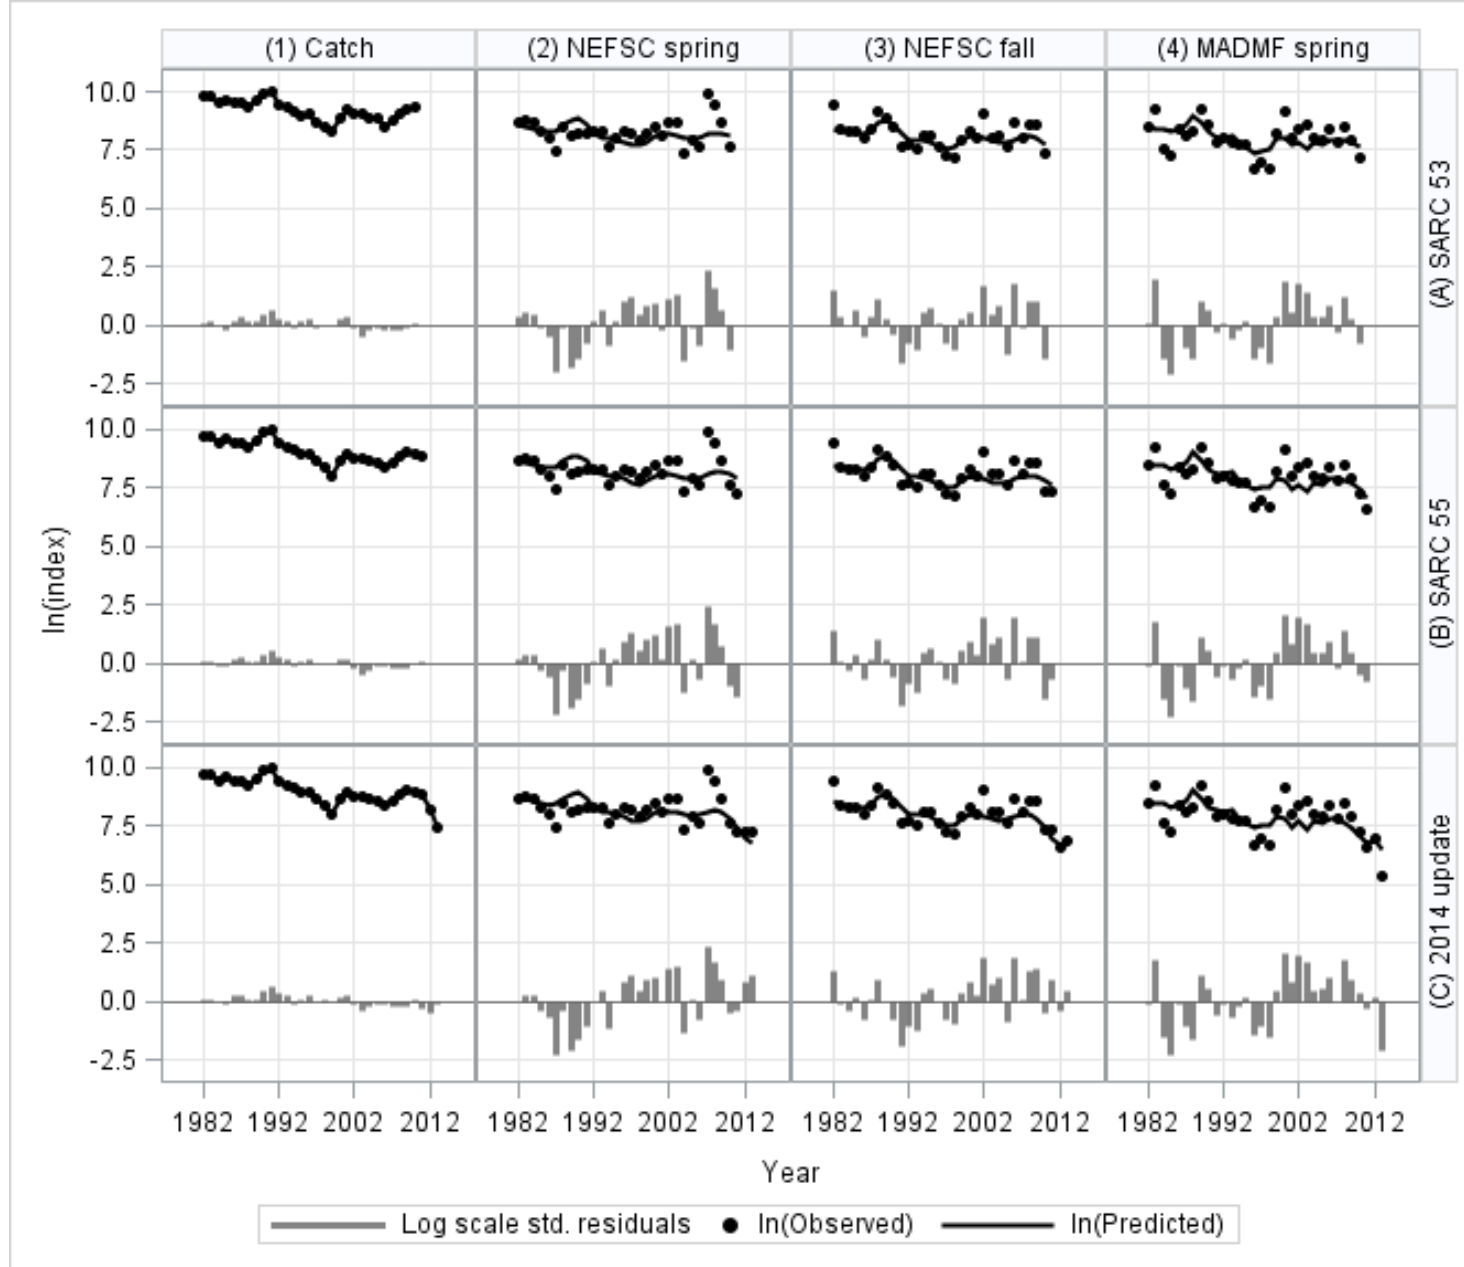 (1) Catch (2) NEFSC spring (3) NEFSC fall (4) MADMF spring
10.0
7.5
5.0
2.5
0.0
-2.5
(A) SARC 53
10.0
7.5
5.0
2.5
0.0
-2.5
(B) SARC 55
10.0
7.5
5.0
2.5
0.0
-2.5
(C) 2014 update
ln(index)
1982 1992 2002 2012 1982 1992 2002 2012 1982 1992 2002 2012 1982 1992 2002 2012
Year
Log scale std. residuals ln(Observed) ln(Predicted)